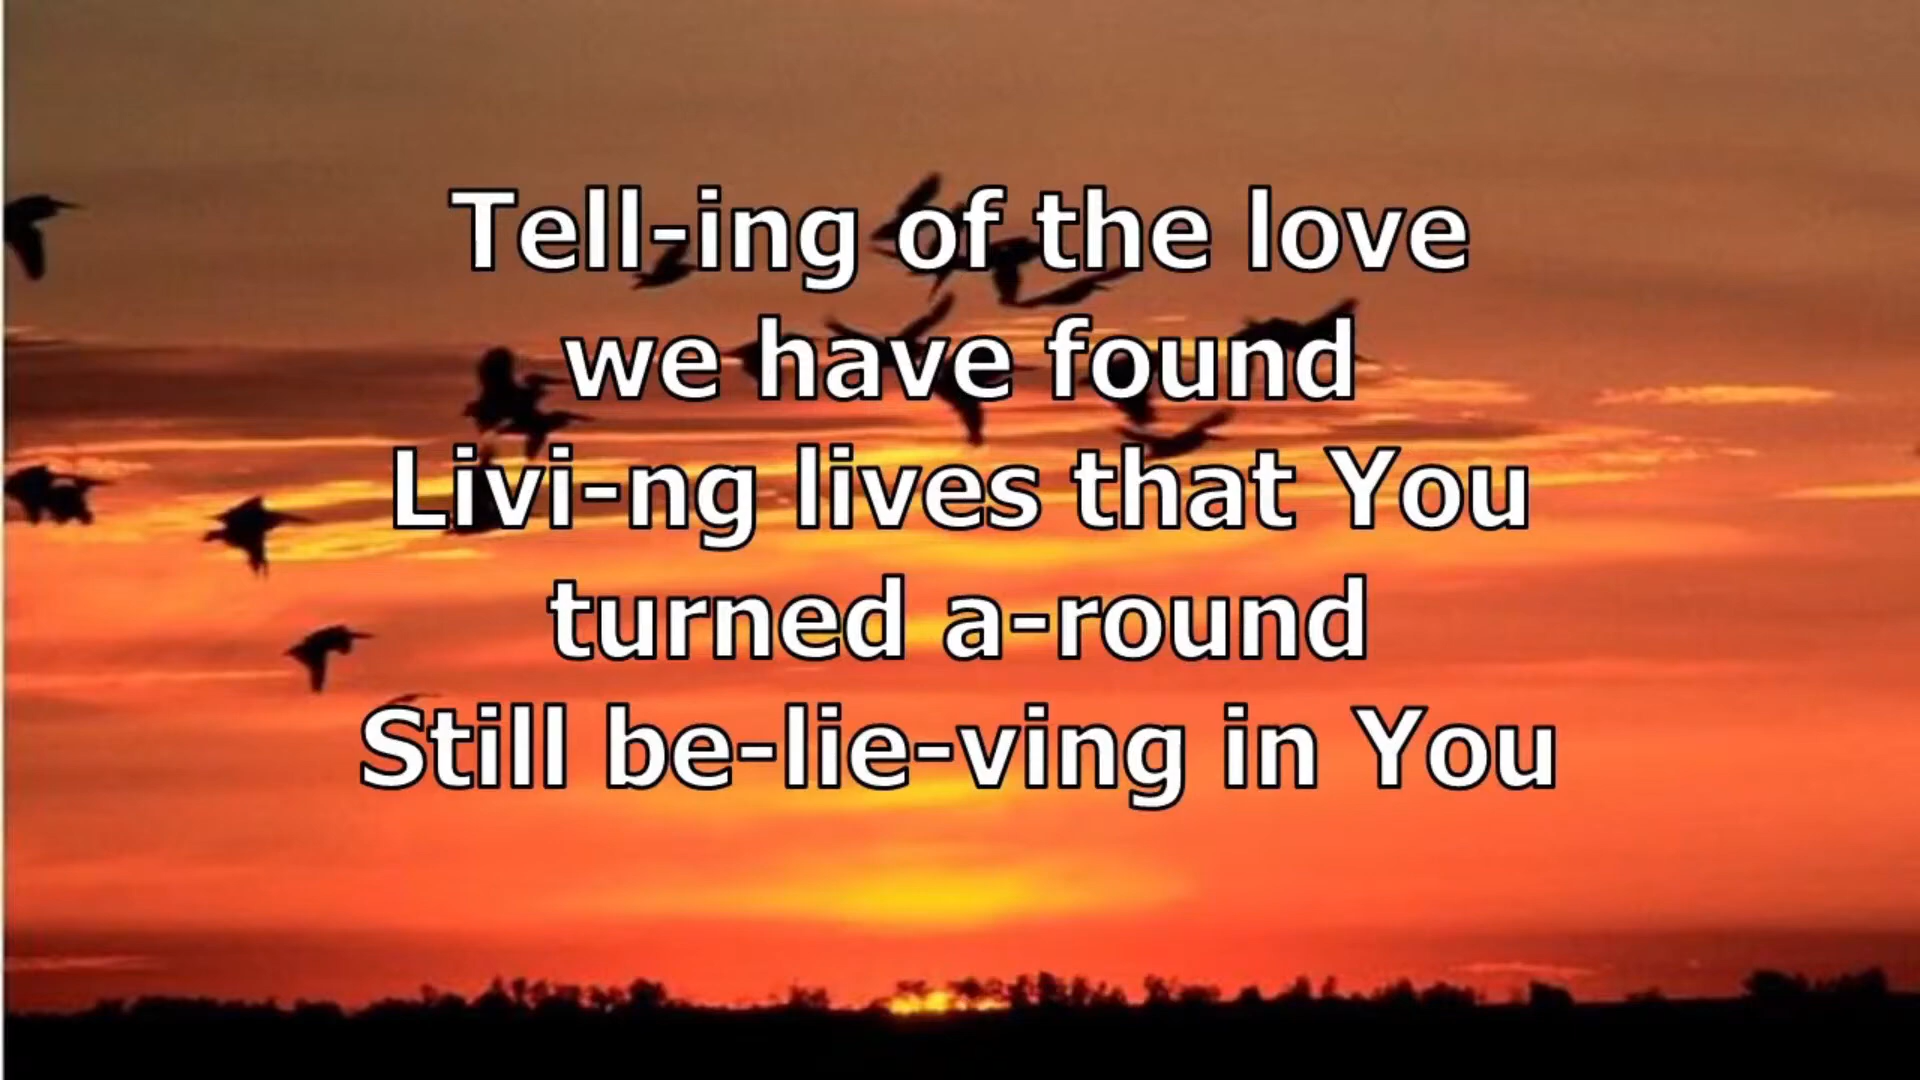 Tell-ing of the love
we have found
Livi-ng lives that You
turned a-round
Still be-lie-ving in You